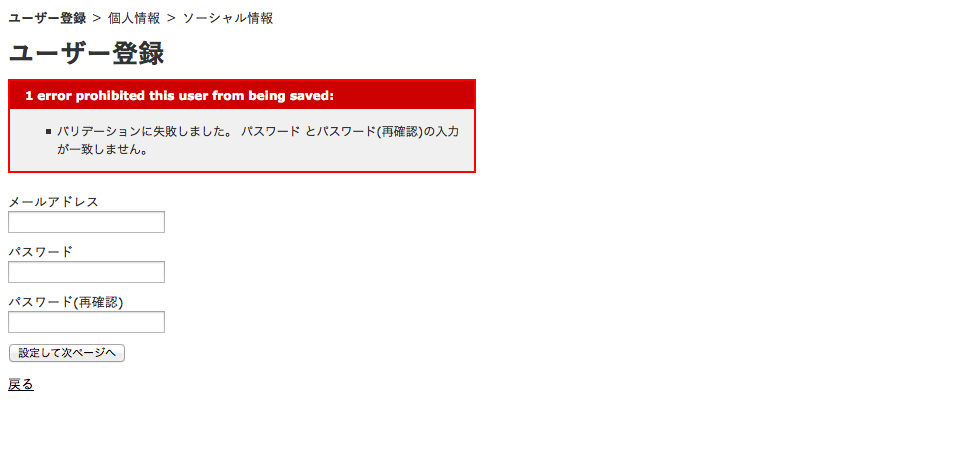 ユーザー登録 > 個人情報 > ソーシャル情報
ユーザー登録
1 error prohibited this user from being saved:
バリデーションに失敗しました。 パスワード とパスワード(再確認)の入力
が一致しません。
メールアドレス
パスワード
パスワード(再確認)
設定して次ページへ
戻る